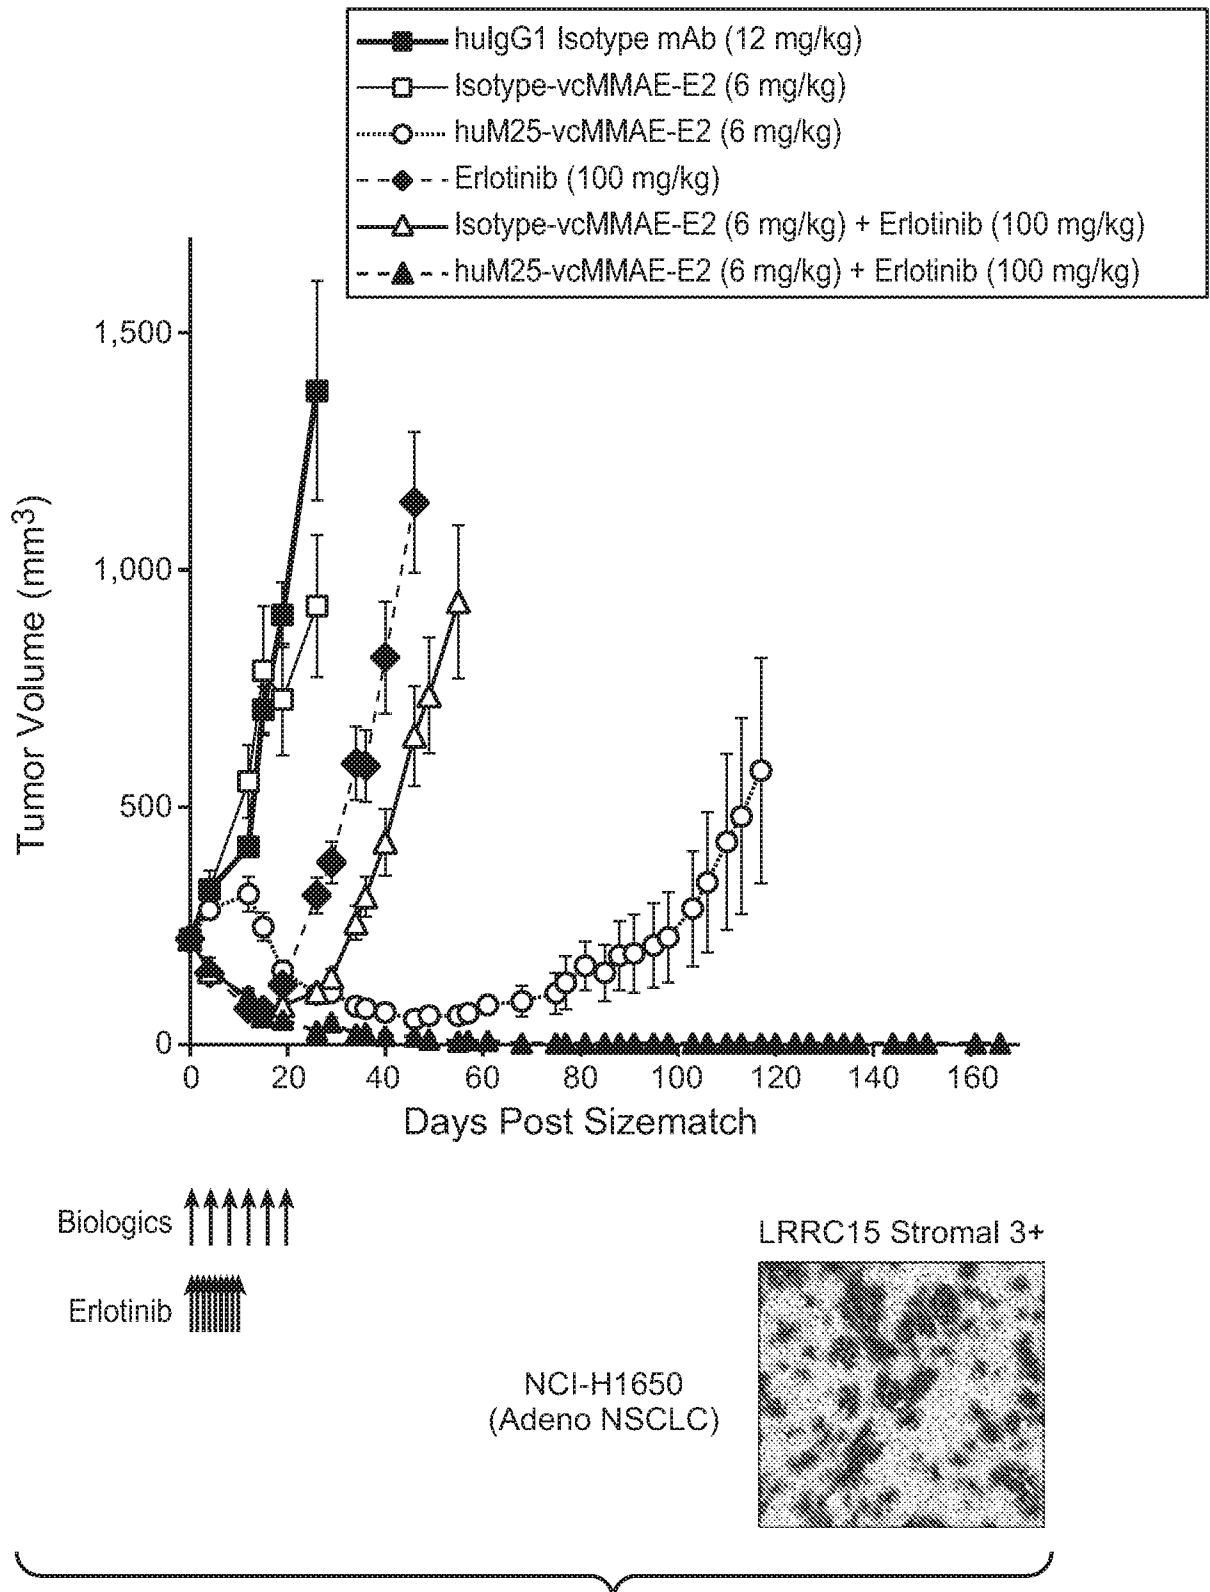 huIgG1 Isotype mAb (12 mg/kg)
Isotype-vcMMAE-E2 (6 mg/kg)
huM25-vcMMAE-E2 (6 mg/kg)
Erlotinib (100 mg/kg)
Isotype-vcMMAE-E2 (6 mg/kg) + Erlotinib (100 mg/kg)
huM25-vcMMAE-E2 (6 mg/kg) + Erlotinib (100 mg/kg)
Tumor Volume (mm³)
1,500
1,000
500
0
0 20 40 60 80 100 120 140 160
Days Post Sizematch
Biologics
Erlotinib
LRRC15 Stromal 3+
NCI-H1650
(Adeno NSCLC)